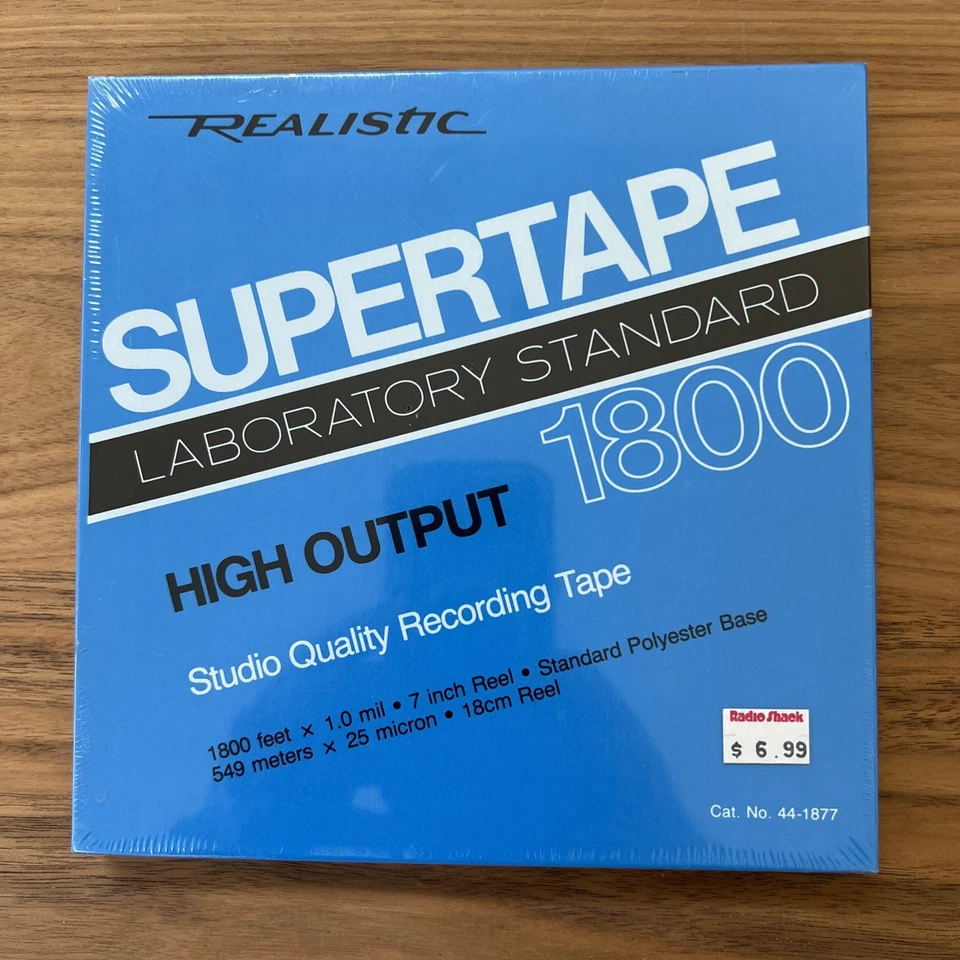 REALISTIC
SUPERTAPE
LABORATORY STANDARD
1800
HIGH OUTPUT
Studio Quality Recording Tape
1800 feet × 1.0 mil • 7 inch Reel • Standard Polyester Base
549 meters × 25 micron • 18cm Reel
Radio Shack
$ 6.99
Cat. No. 44-1877